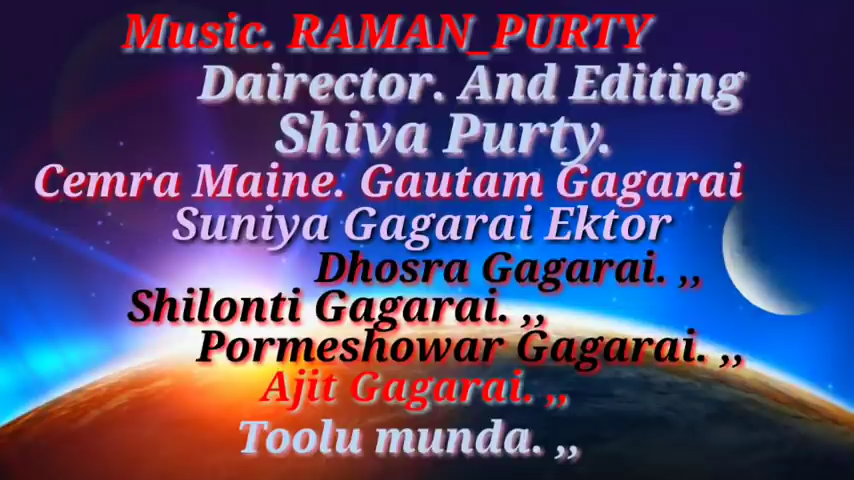 Music. RAMAN_PURTY
Dairector. And Editing
Shiva Purty.
Cemra Maine. Gautam Gagarai
Suniya Gagarai Ektor
Dhosra Gagarai. ,,
Shilonti Gagarai. ,,
Pormeshowar Gagarai. ,,
Ajit Gagarai. ,,
Toolu munda. ,,